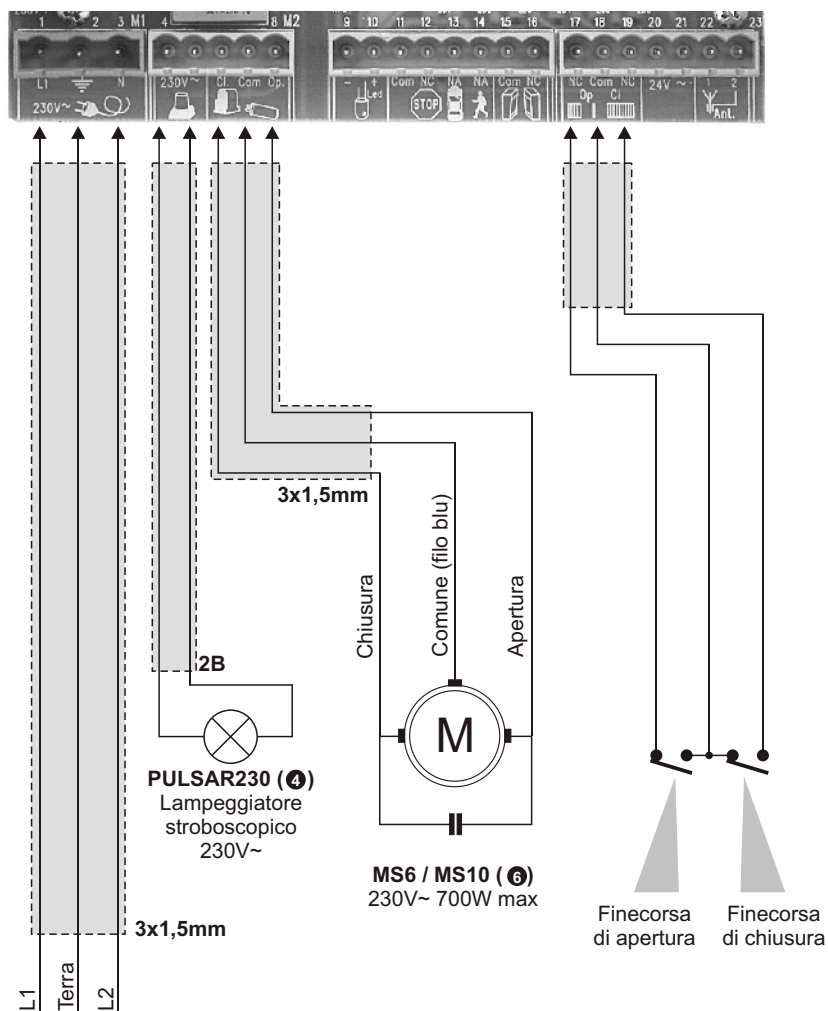 1 2 3 M1 4 8 M2 9 10 11 12 13 14 15 16 17 18 19 20 21 22 23
L1 N 230V~ Cl. Com Op. - + Com NC NA NA Com NC NC Com NC 24V ~ 1 2
230V~ Led STOP Op Cl Ant.
3x1,5mm
Chiusura
Comune (filo blu)
Apertura
2B
M
PULSAR230 (4)
Lampeggiatore
stroboscopico
230V~
MS6 / MS10 (6)
230V~ 700W max
Finecorsa
di apertura
Finecorsa
di chiusura
3x1,5mm
L1
Terra
L2